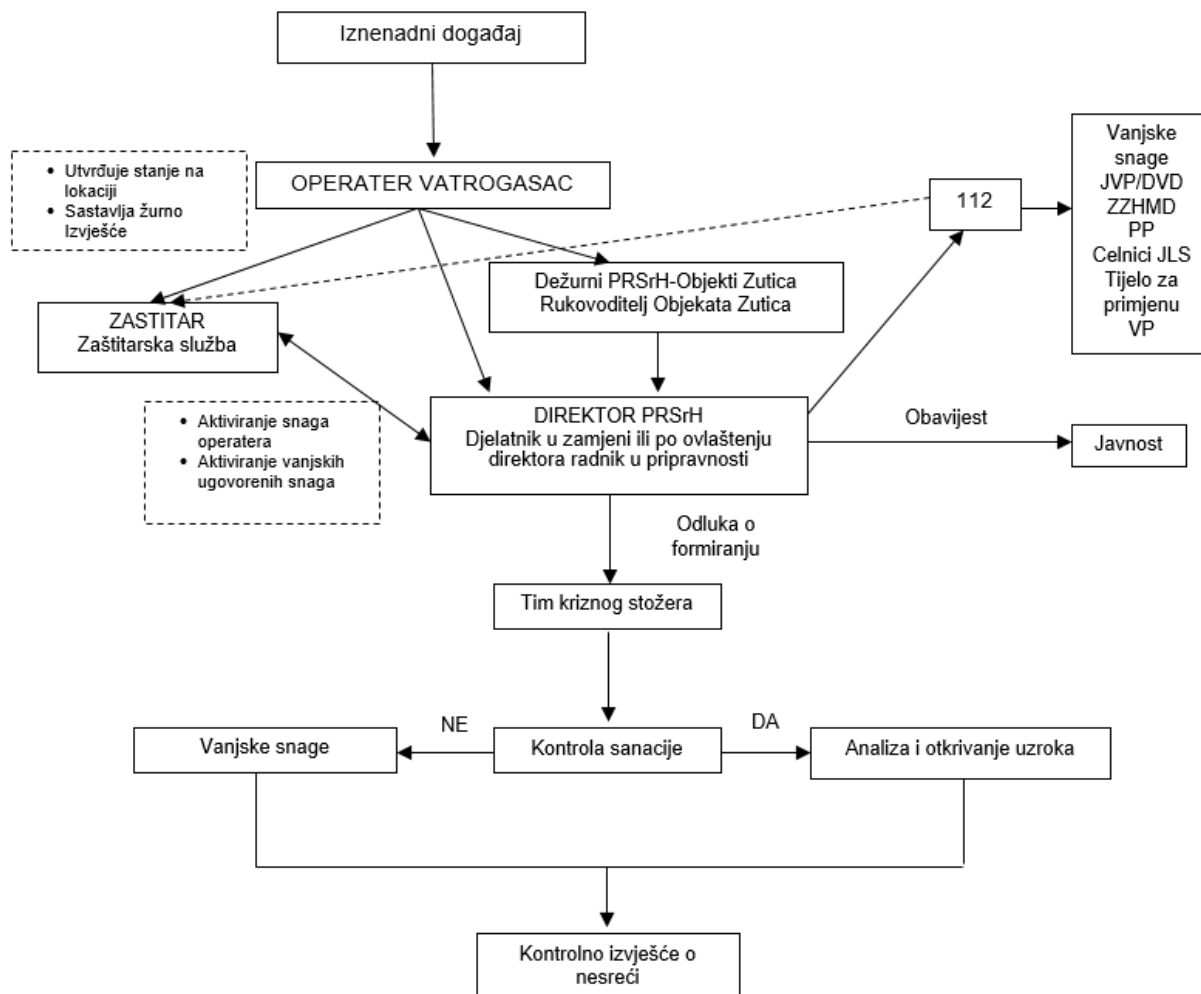 Iznenadni događaj
• Utvrđuje stanje na
lokaciji
• Sastavlja žurno
Izvješće
OPERATER VATROGASAC
112
Vanjske
snage
JVP/DVD
ZZHMD
PP
Celnici JLS
Tijelo za
primjenu
VP
Dežurni PRSrH-Objekti Zutica
Rukovoditelj Objekata Zutica
ZASTITAR
Zaštitarska služba
• Aktiviranje snaga
operatera
• Aktiviranje vanjskih
ugovorenih snaga
DIREKTOR PRSrH
Djelatnik u zamjeni ili po ovlaštenju
direktora radnik u pripravnosti
Obavijest
Javnost
Odluka o
formiranju
Tim kriznog stožera
NE
DA
Vanjske snage
Kontrola sanacije
Analiza i otkrivanje uzroka
Kontrolno izvješće o
nesreći